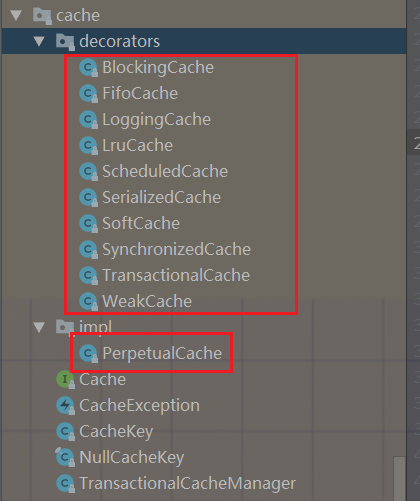 cache
decorators
BlockingCache
FifoCache
LoggingCache
LruCache
ScheduledCache
SerializedCache
SoftCache
SynchronizedCache
TransactionalCache
WeakCache
impl
PerpetualCache
Cache
CacheException
CacheKey
NullCacheKey
TransactionalCacheManager